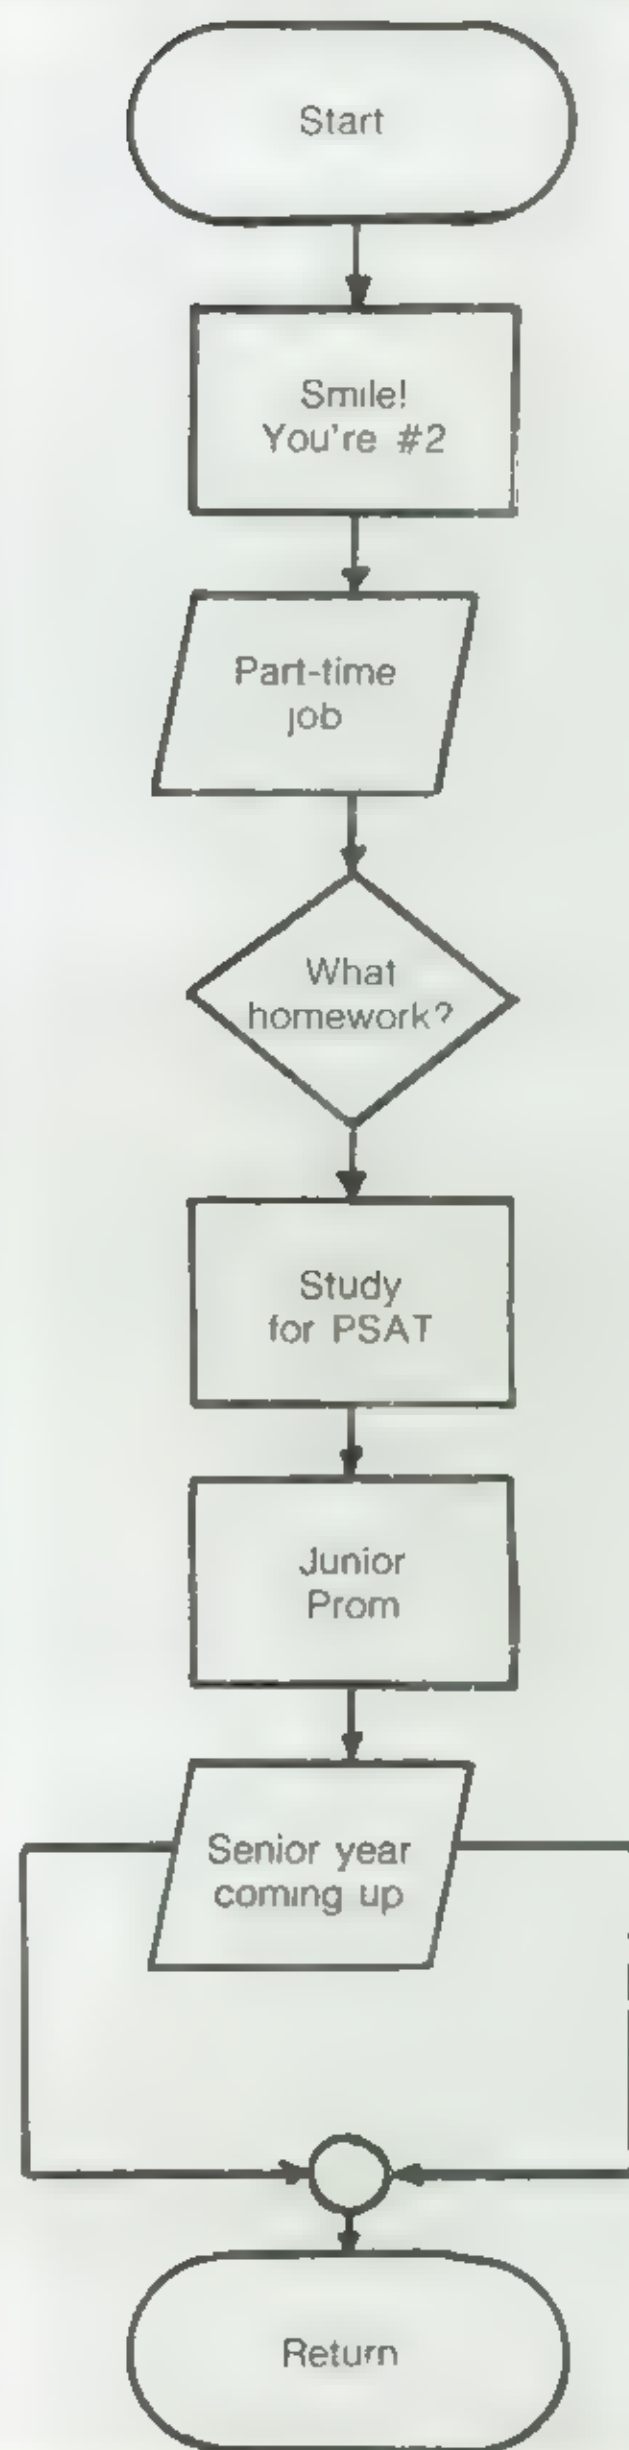 Start
Smile!
You're #2
Part-time
job
What
homework?
Study
for PSAT
Junior
Prom
Senior year
coming up
Return